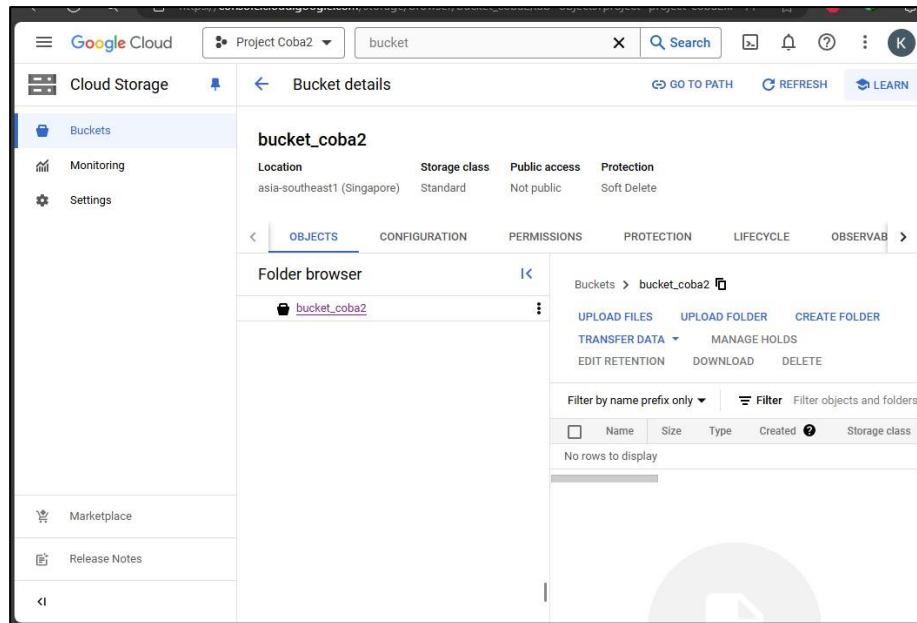 Google Cloud
Project Coba2
bucket
Search
K
Cloud Storage
Bucket details
GO TO PATH
REFRESH
LEARN
Buckets
Monitoring
Settings
bucket_coba2
Location Storage class Public access Protection
asia-southeast1 (Singapore) Standard Not public Soft Delete
OBJECTS CONFIGURATION PERMISSIONS PROTECTION LIFECYCLE OBSERVAB
Folder browser
bucket_coba2
Buckets > bucket_coba2
UPLOAD FILES UPLOAD FOLDER CREATE FOLDER
TRANSFER DATA MANAGE HOLDS
EDIT RETENTION DOWNLOAD DELETE
Filter by name prefix only Filter Filter objects and folders
Name Size Type Created Storage class
No rows to display
Marketplace
Release Notes